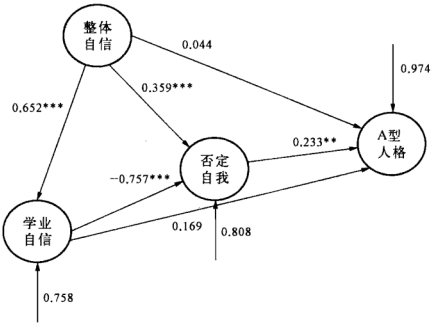 整体
自信
0.044
0.974
0.359***
0.652***
A型
人格
0.233**
否定
自我
-0.757***
学业
自信
0.169
0.808
0.758